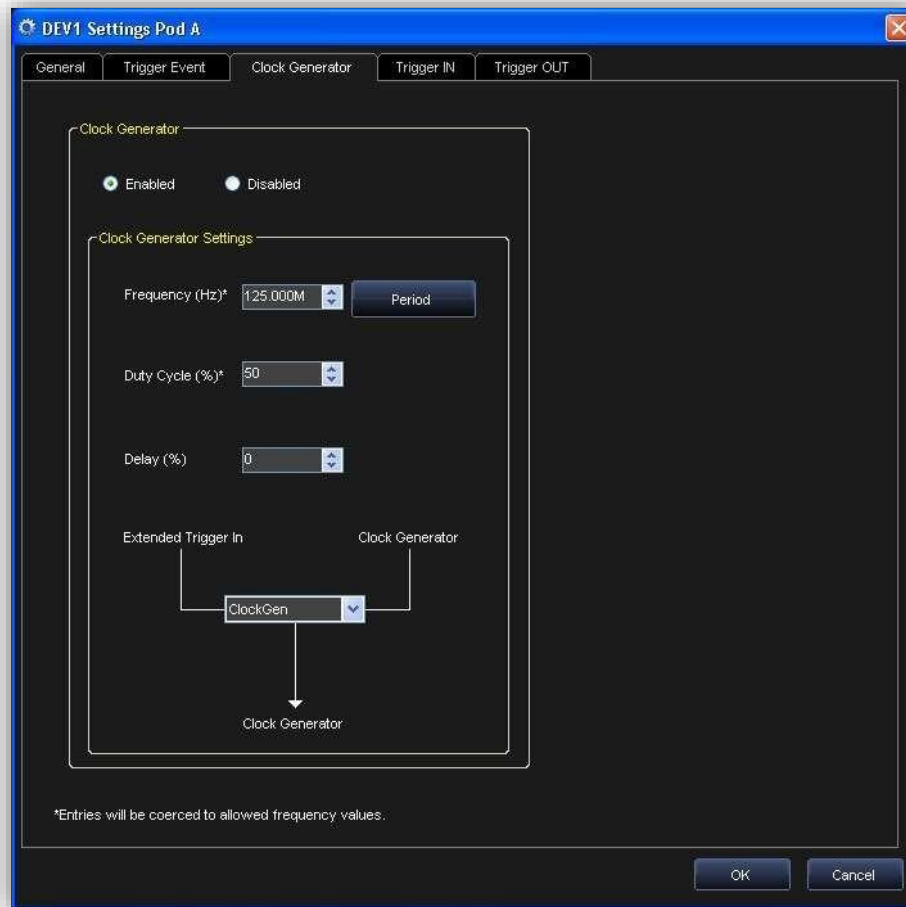 DEV1 Settings Pod A
General Trigger Event Clock Generator Trigger IN Trigger OUT
Clock Generator
Enabled Disabled
Clock Generator Settings
Frequency (Hz)* 125.000M Period
Duty Cycle (%)* 50
Delay (%) 0
Extended Trigger In Clock Generator
ClockGen
Clock Generator
*Entries will be coerced to allowed frequency values.
OK Cancel